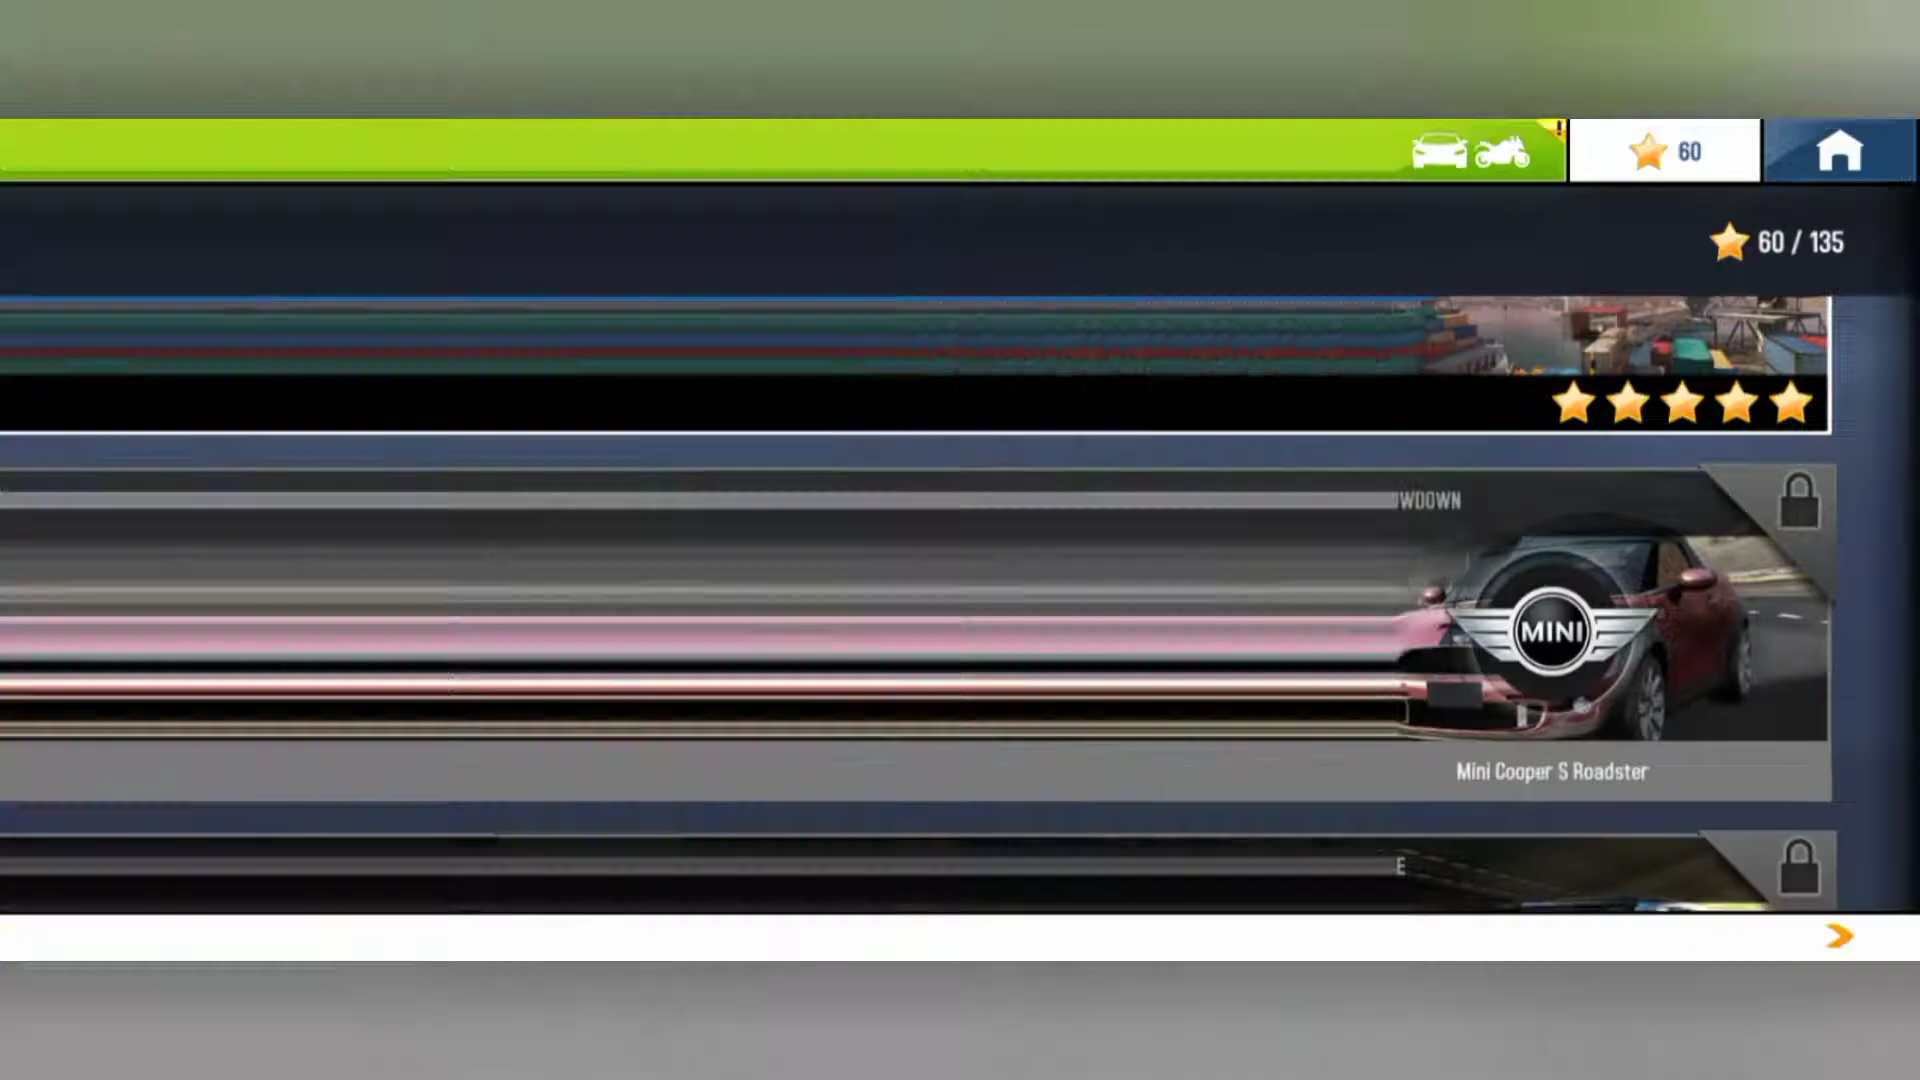 60
60 / 135
WDOWN
MINI
Mini Cooper S Roadster
E